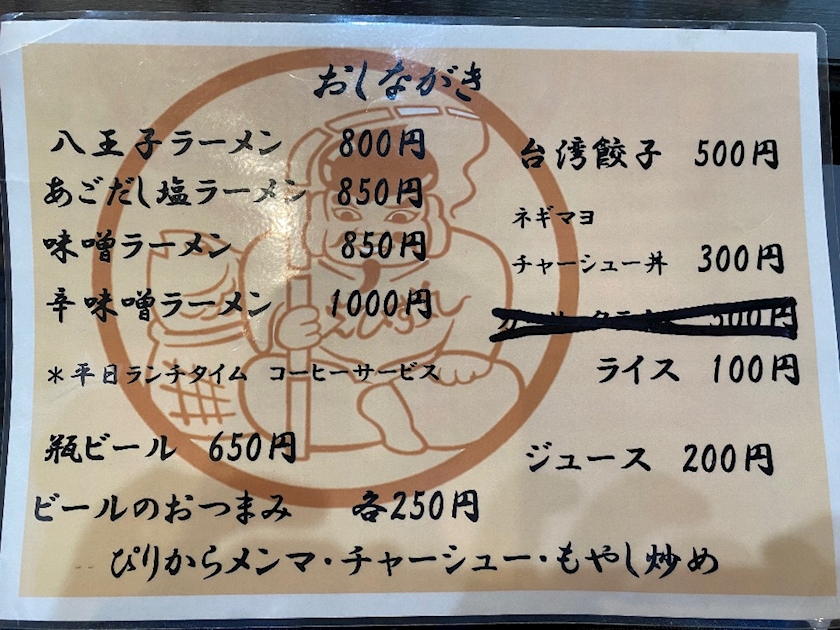 おしながき
八王子ラーメン 800円
あごだし塩ラーメン 850円
味噌ラーメン 850円
辛味噌ラーメン 1000円
＊平日ランチタイム コーヒーサービス
台湾餃子 500円
ネギマヨ
チャーシュー丼 300円
300円
ライス 100円
瓶ビール 650円
ジュース 200円
ビールのおつまみ 各250円
ぴりからメンマ・チャーシュー・もやし炒め